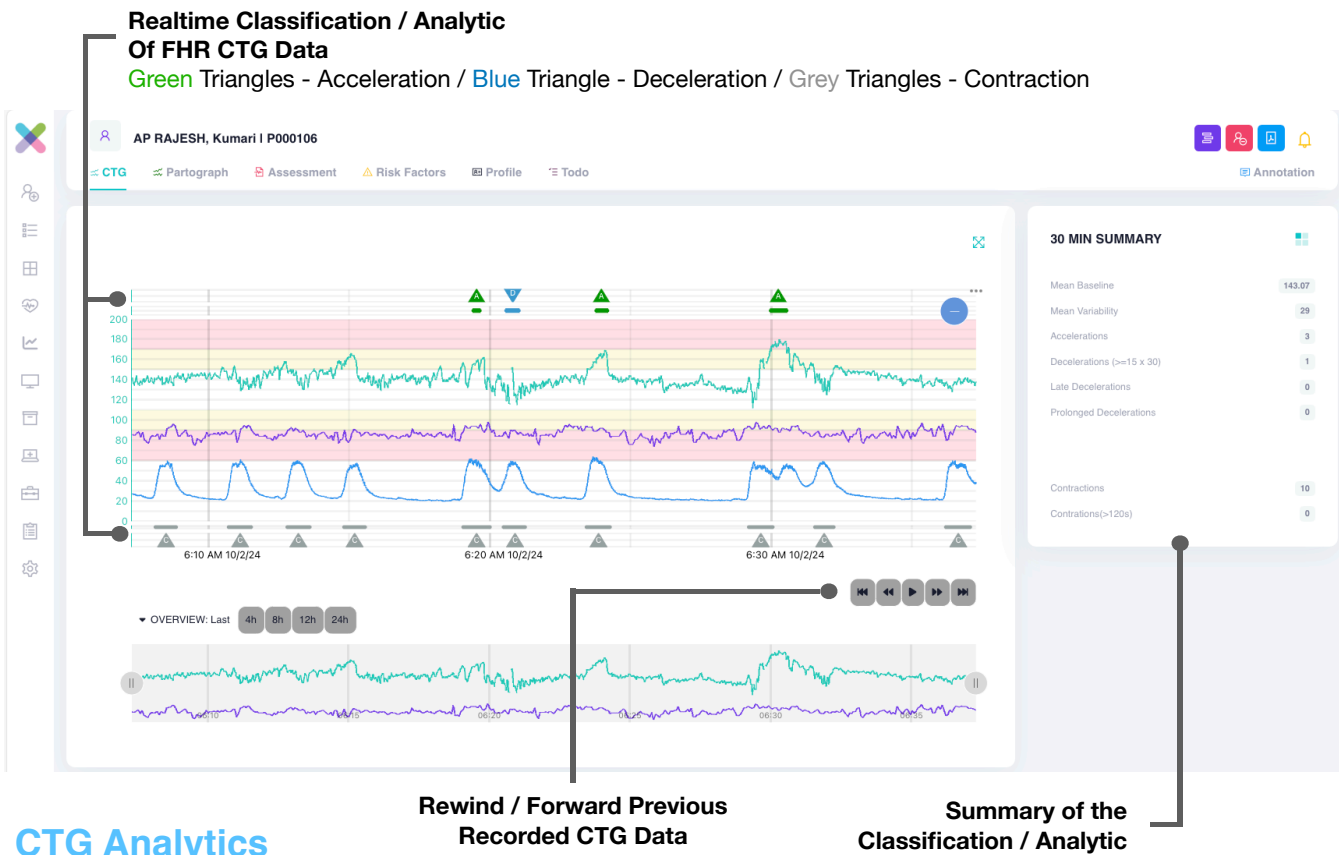 Realtime Classification / Analytic
Of FHR CTG Data
Green Triangles - Acceleration / Blue Triangle - Deceleration / Grey Triangles - Contraction
AP RAJESH, Kumari I P000106
CTG Partograph Assessment Risk Factors Profile Todo
Annotation
30 MIN SUMMARY
Mean Baseline 143.07
Mean Variability 29
Accelerations 3
Decelerations (>=15 x 30) 1
Late Decelerations 0
Prolonged Decelerations 0
Contractions 10
Contrations(>120s) 0
A D A A
200
180
160
140
120
100
80
60
40
20
0
C C C C C C C C C C
6:10 AM 10/2/24 6:20 AM 10/2/24 6:30 AM 10/2/24
OVERVIEW: Last 4h 8h 12h 24h
06:10 06:15 06:20 06:25 06:30 06:35
Rewind / Forward Previous
Recorded CTG Data
Summary of the
Classification / Analytic
CTG Analytics